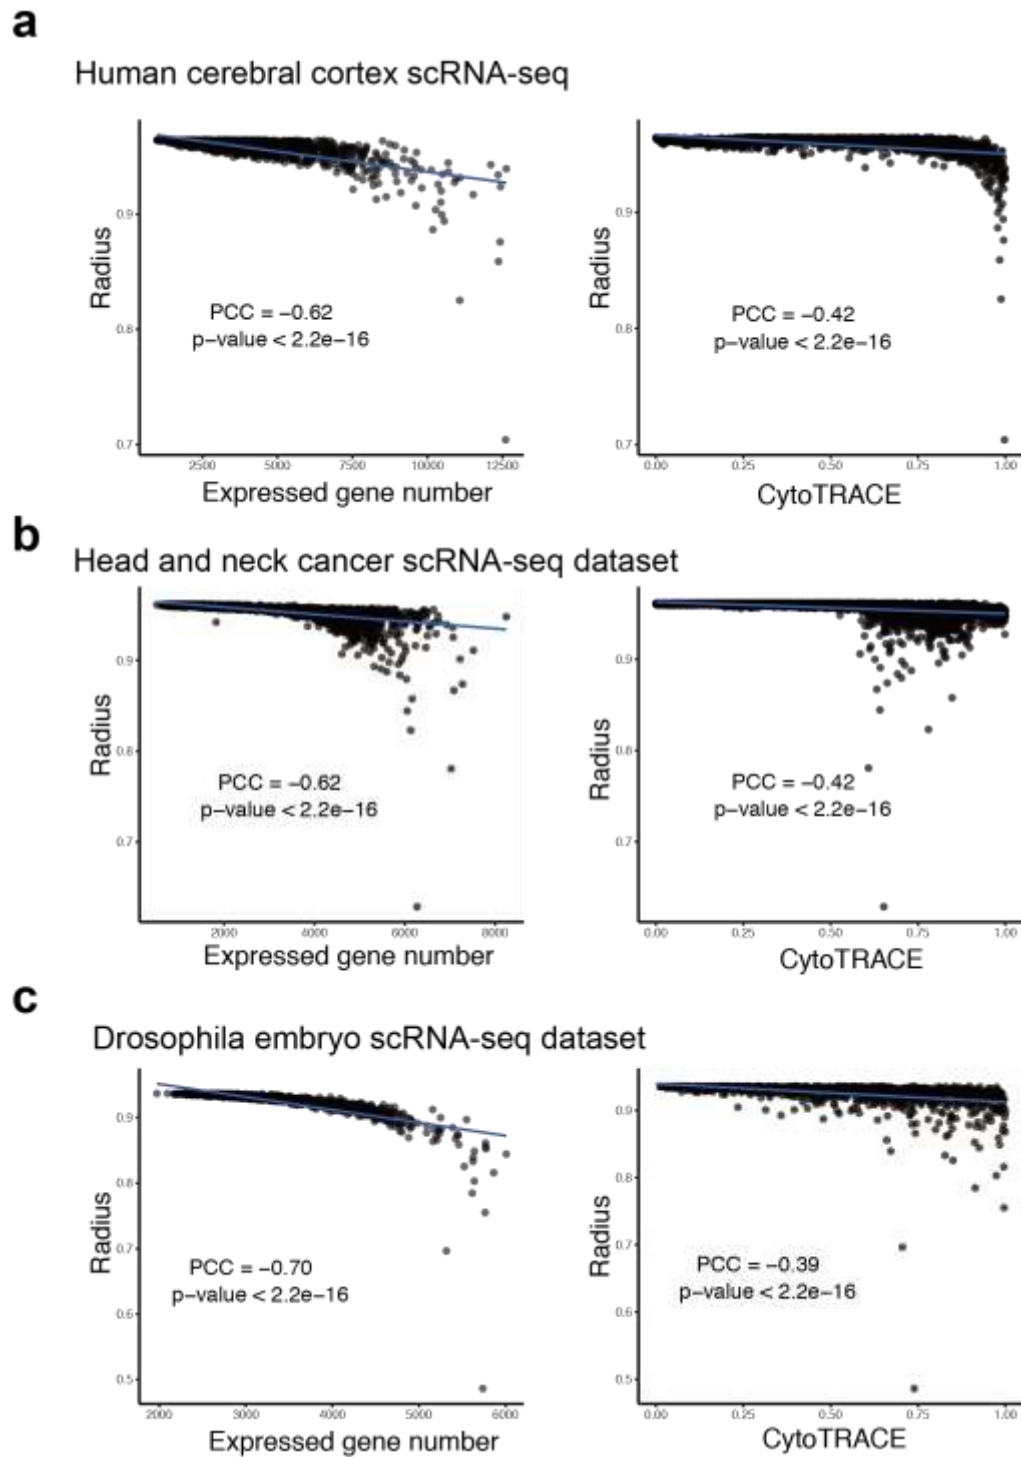 a
Human cerebral cortex scRNA-seq
Radius
0.9
0.8
0.7
PCC = −0.62
p−value < 2.2e−16
2500 5000 7500 10000 12500
Expressed gene number
Radius
0.9
0.8
0.7
PCC = −0.42
p−value < 2.2e−16
0.00 0.25 0.50 0.75 1.00
CytoTRACE
b
Head and neck cancer scRNA-seq dataset
Radius
0.9
0.8
0.7
PCC = −0.62
p−value < 2.2e−16
2000 4000 6000 8000
Expressed gene number
Radius
0.9
0.8
0.7
PCC = −0.42
p−value < 2.2e−16
0.00 0.25 0.50 0.75 1.00
CytoTRACE
c
Drosophila embryo scRNA-seq dataset
Radius
0.9
0.8
0.7
0.6
0.5
PCC = −0.70
p−value < 2.2e−16
2000 3000 4000 5000 6000
Expressed gene number
Radius
0.9
0.8
0.7
0.6
0.5
PCC = −0.39
p−value < 2.2e−16
0.00 0.25 0.50 0.75 1.00
CytoTRACE